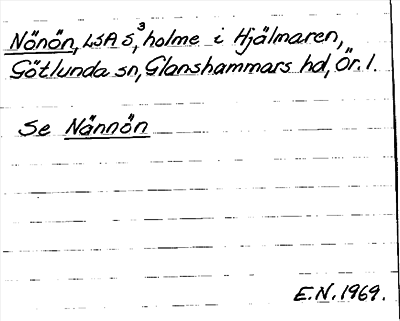 Nönön, LSA S,³ holme i Hjälmaren,
Götlunda sn, Glanshammars hd, Ör. l.
Se Nännön
E.N. 1969.